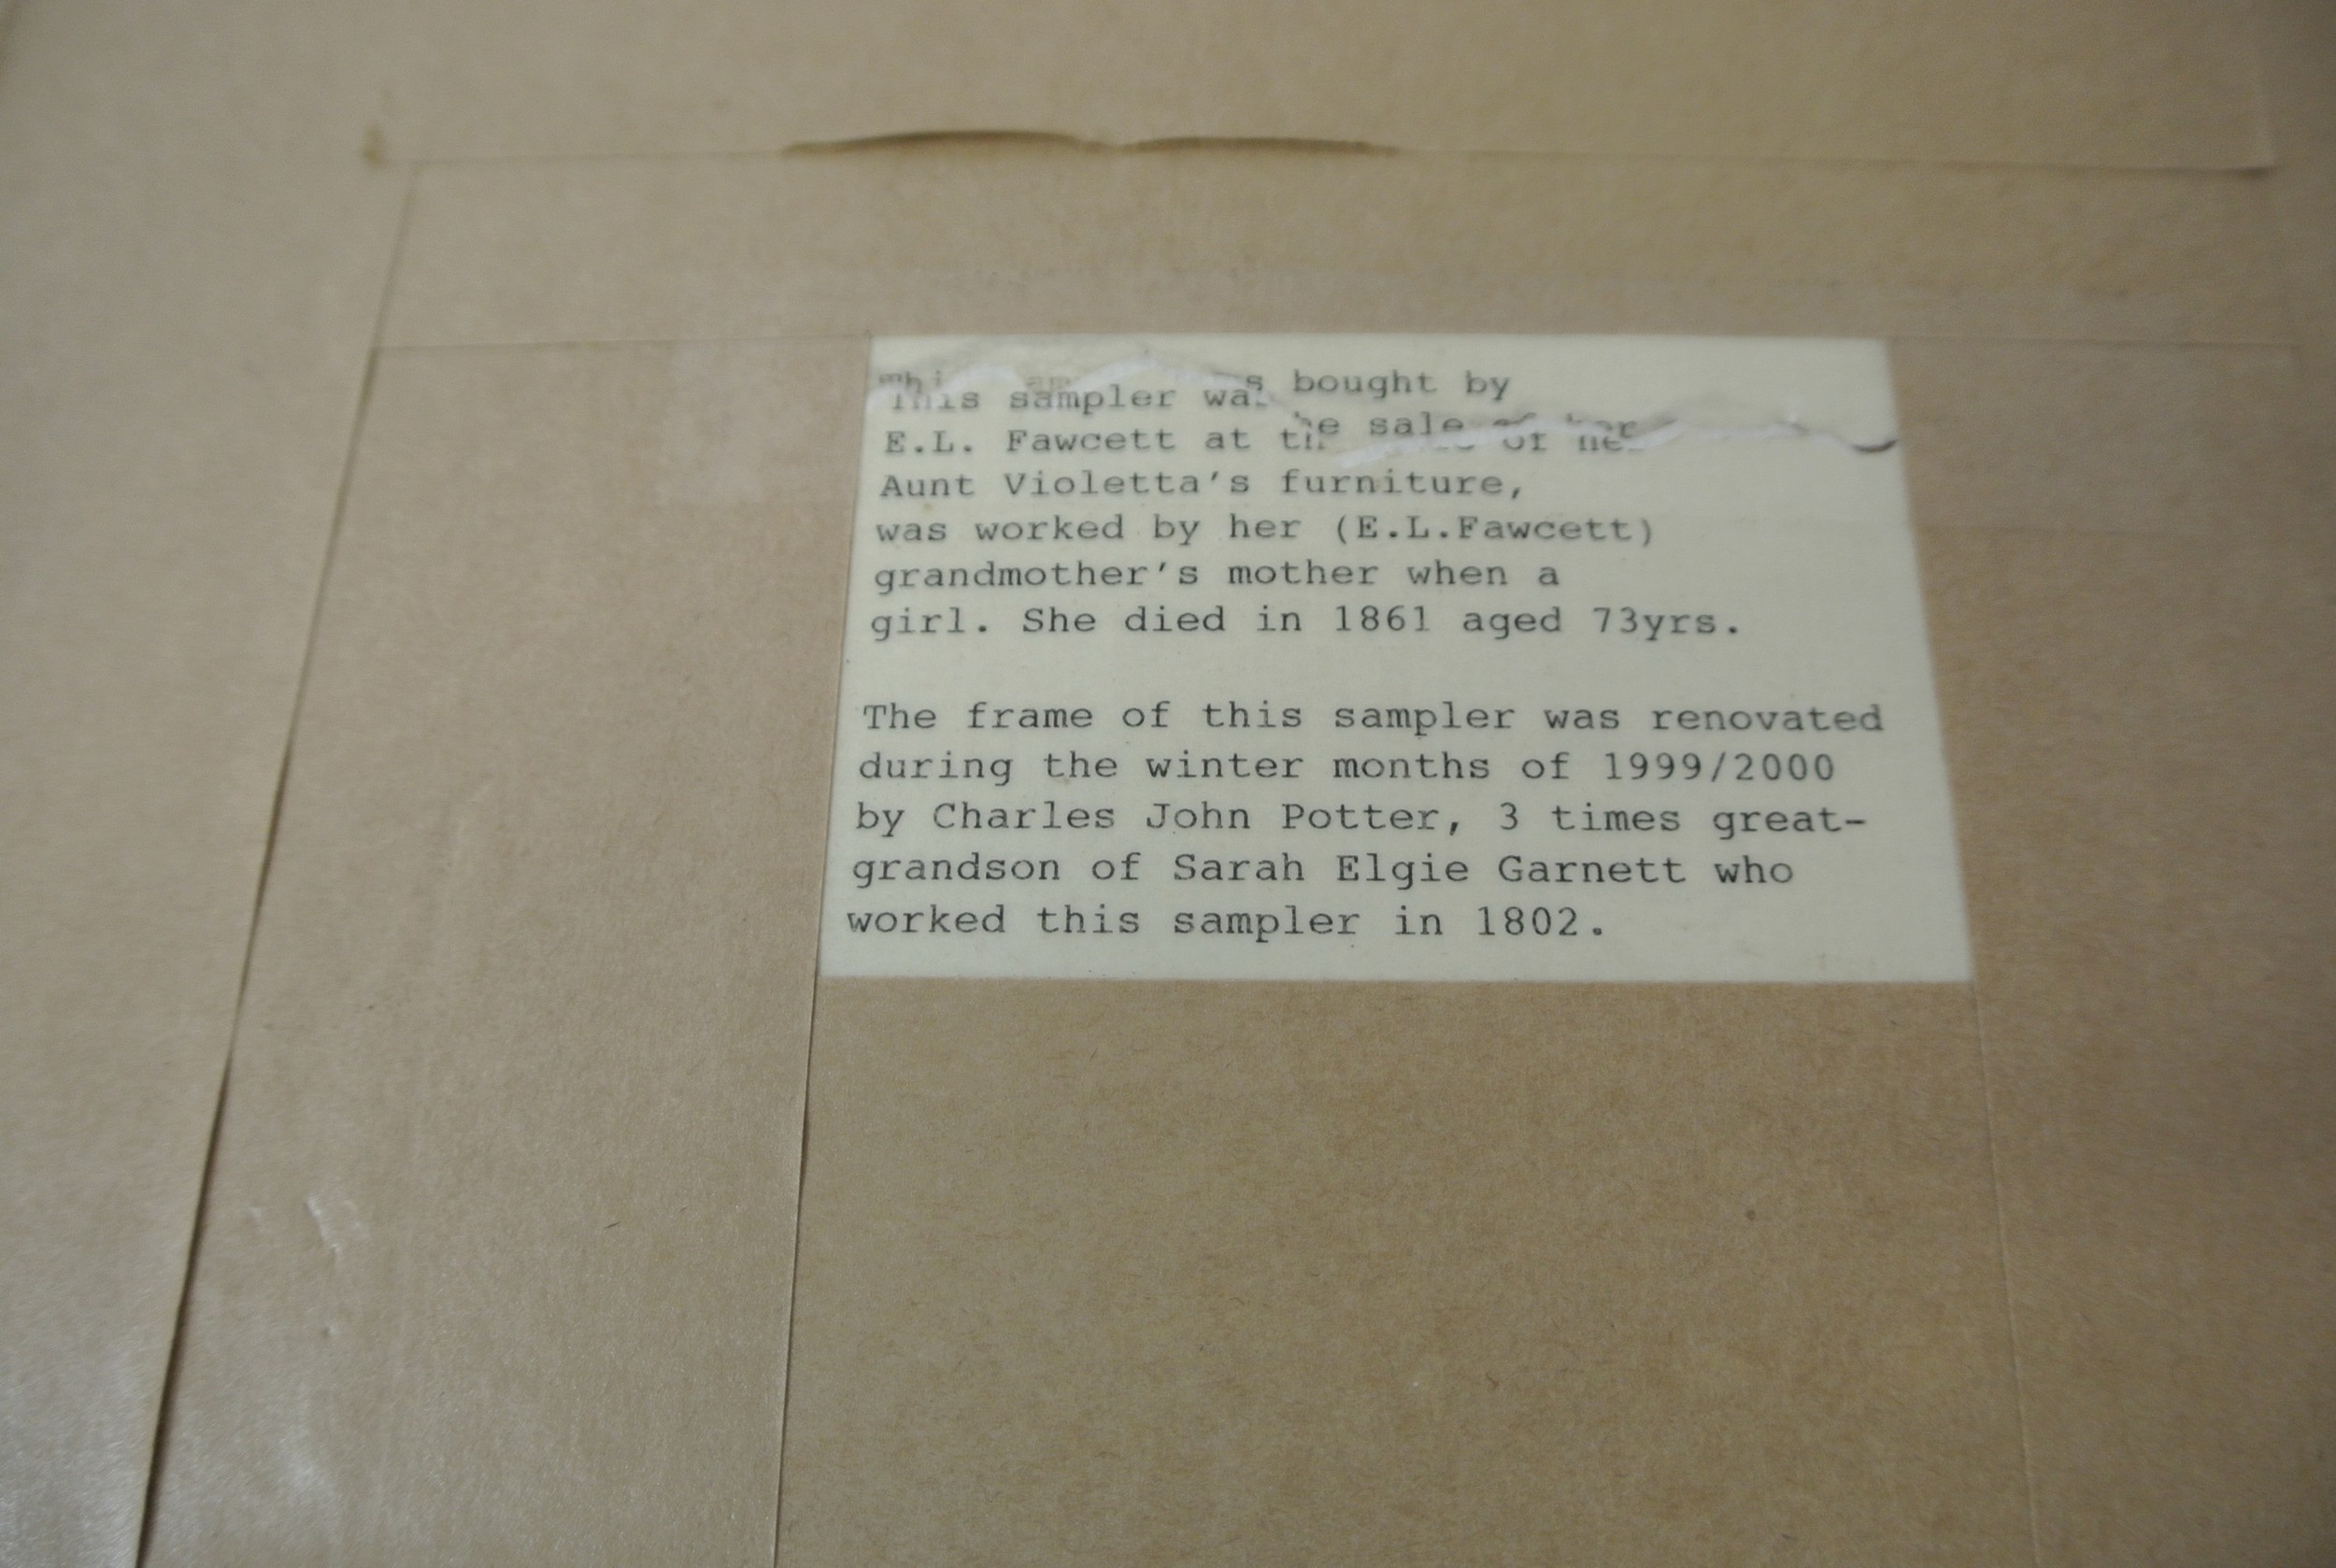 This sampler was bought by
E.L. Fawcett at the sale of her
Aunt Violetta's furniture,
was worked by her (E.L.Fawcett)
grandmother's mother when a
girl. She died in 1861 aged 73yrs.
The frame of this sampler was renovated
during the winter months of 1999/2000
by Charles John Potter, 3 times great-
grandson of Sarah Elgie Garnett who
worked this sampler in 1802.